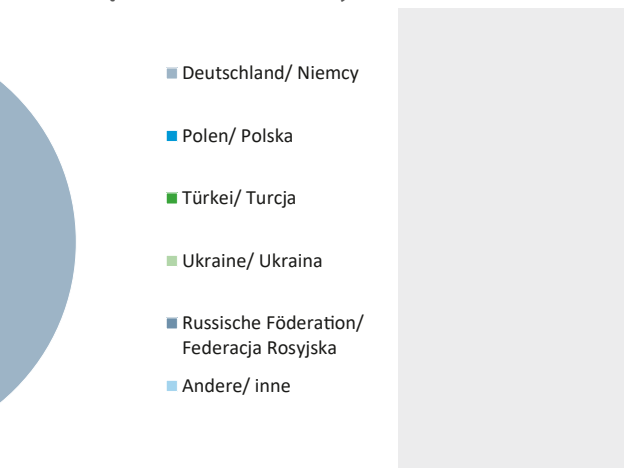 Deutschland/ Niemcy
Polen/ Polska
Türkei/ Turcja
Ukraine/ Ukraina
Russische Föderation/
Federacja Rosyjska
Andere/ inne